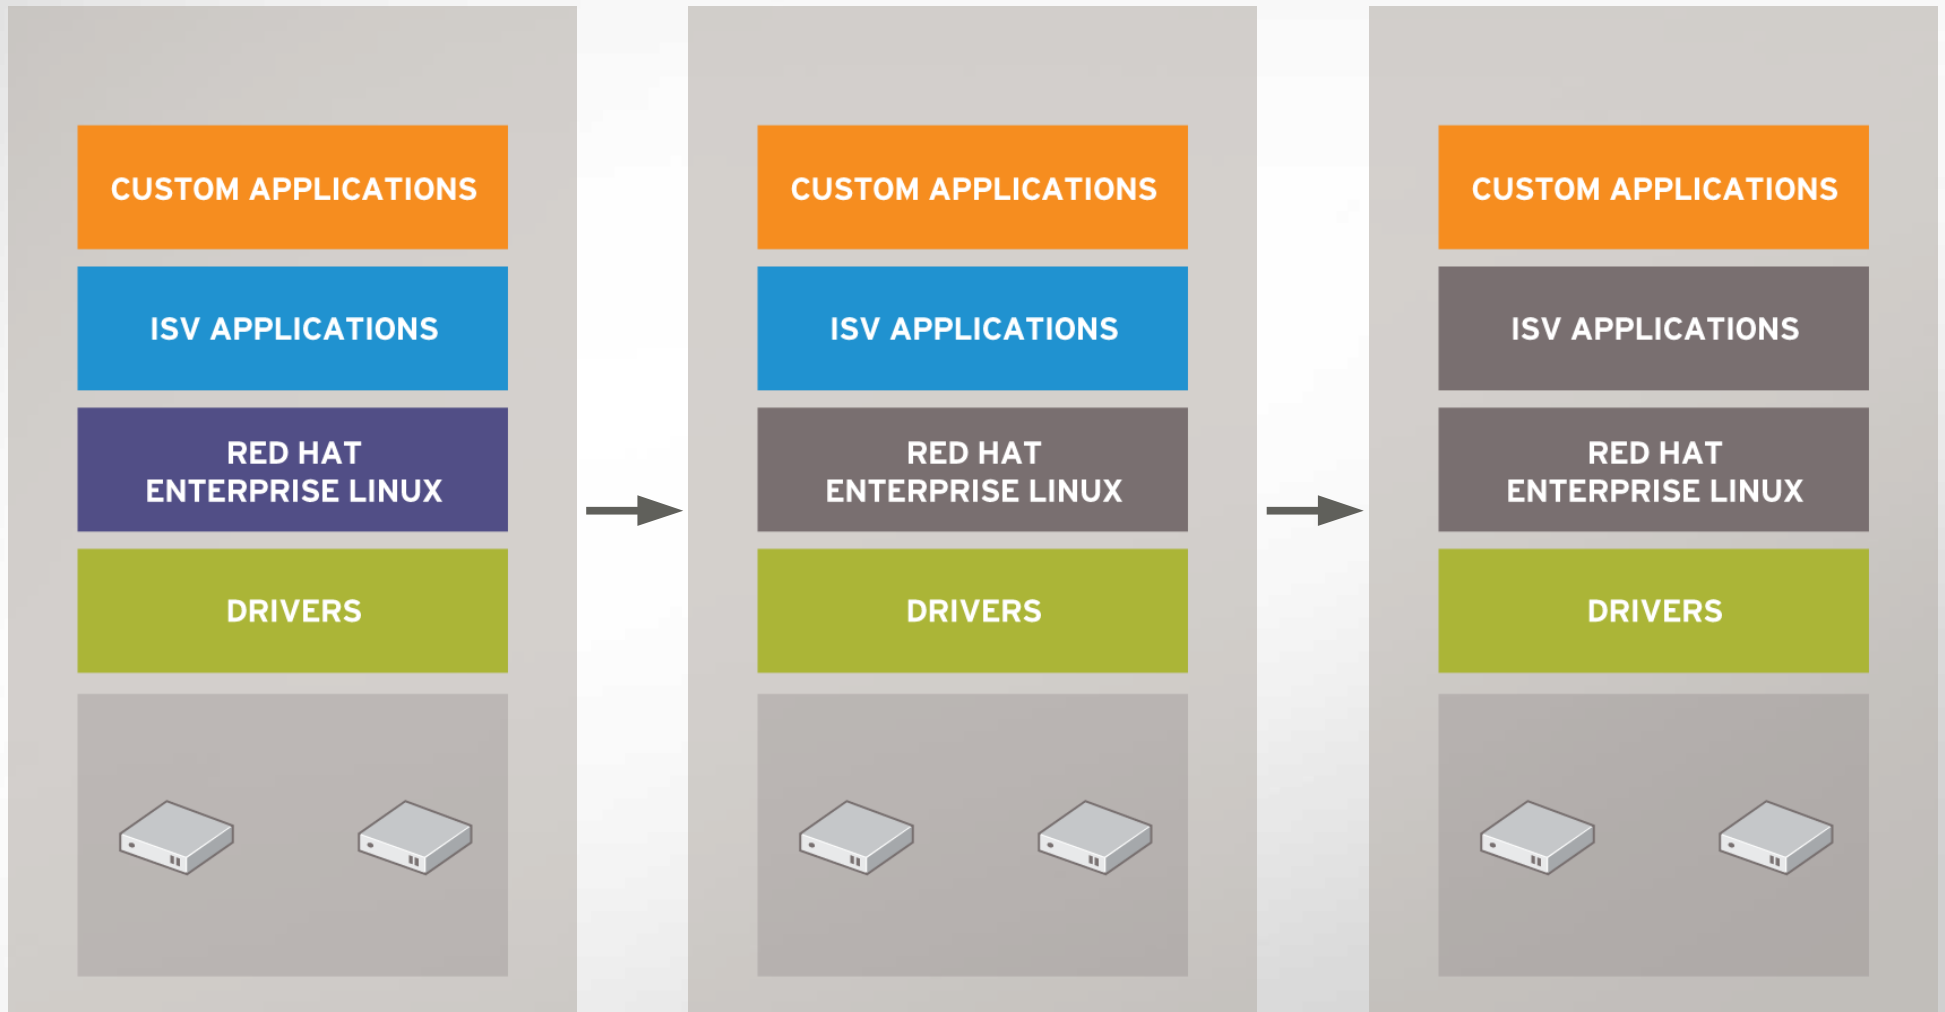 CUSTOM APPLICATIONS
ISV APPLICATIONS
RED HAT
ENTERPRISE LINUX
DRIVERS
CUSTOM APPLICATIONS
ISV APPLICATIONS
RED HAT
ENTERPRISE LINUX
DRIVERS
CUSTOM APPLICATIONS
ISV APPLICATIONS
RED HAT
ENTERPRISE LINUX
DRIVERS